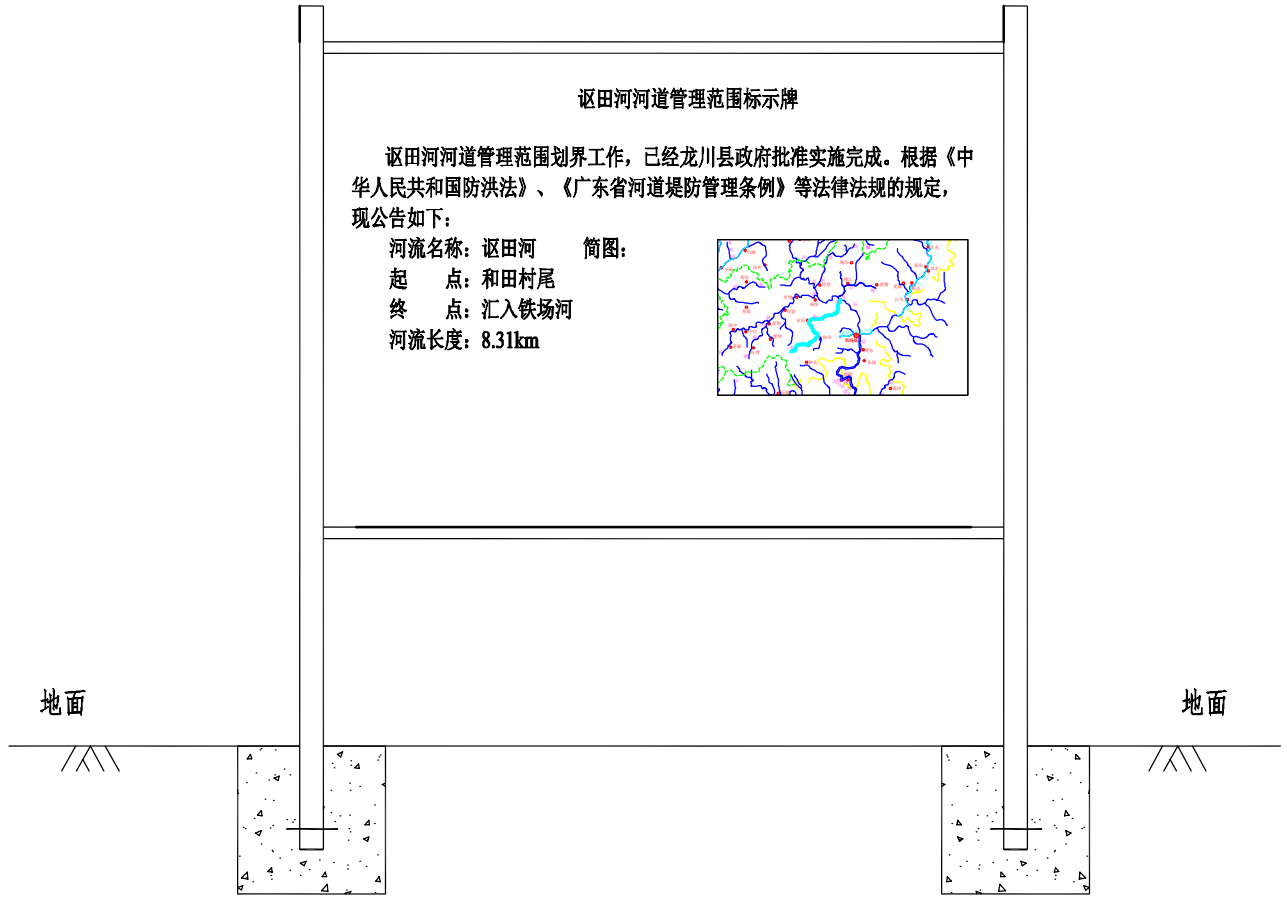 讴田河河道管理范围标示牌
讴田河河道管理范围划界工作，已经龙川县政府批准实施完成。根据《中
华人民共和国防洪法》、《广东省河道堤防管理条例》等法律法规的规定，
现公告如下：
河流名称：讴田河 简图：
起 点：和田村尾
终 点：汇入铁场河
河流长度：8.31km
地面
地面